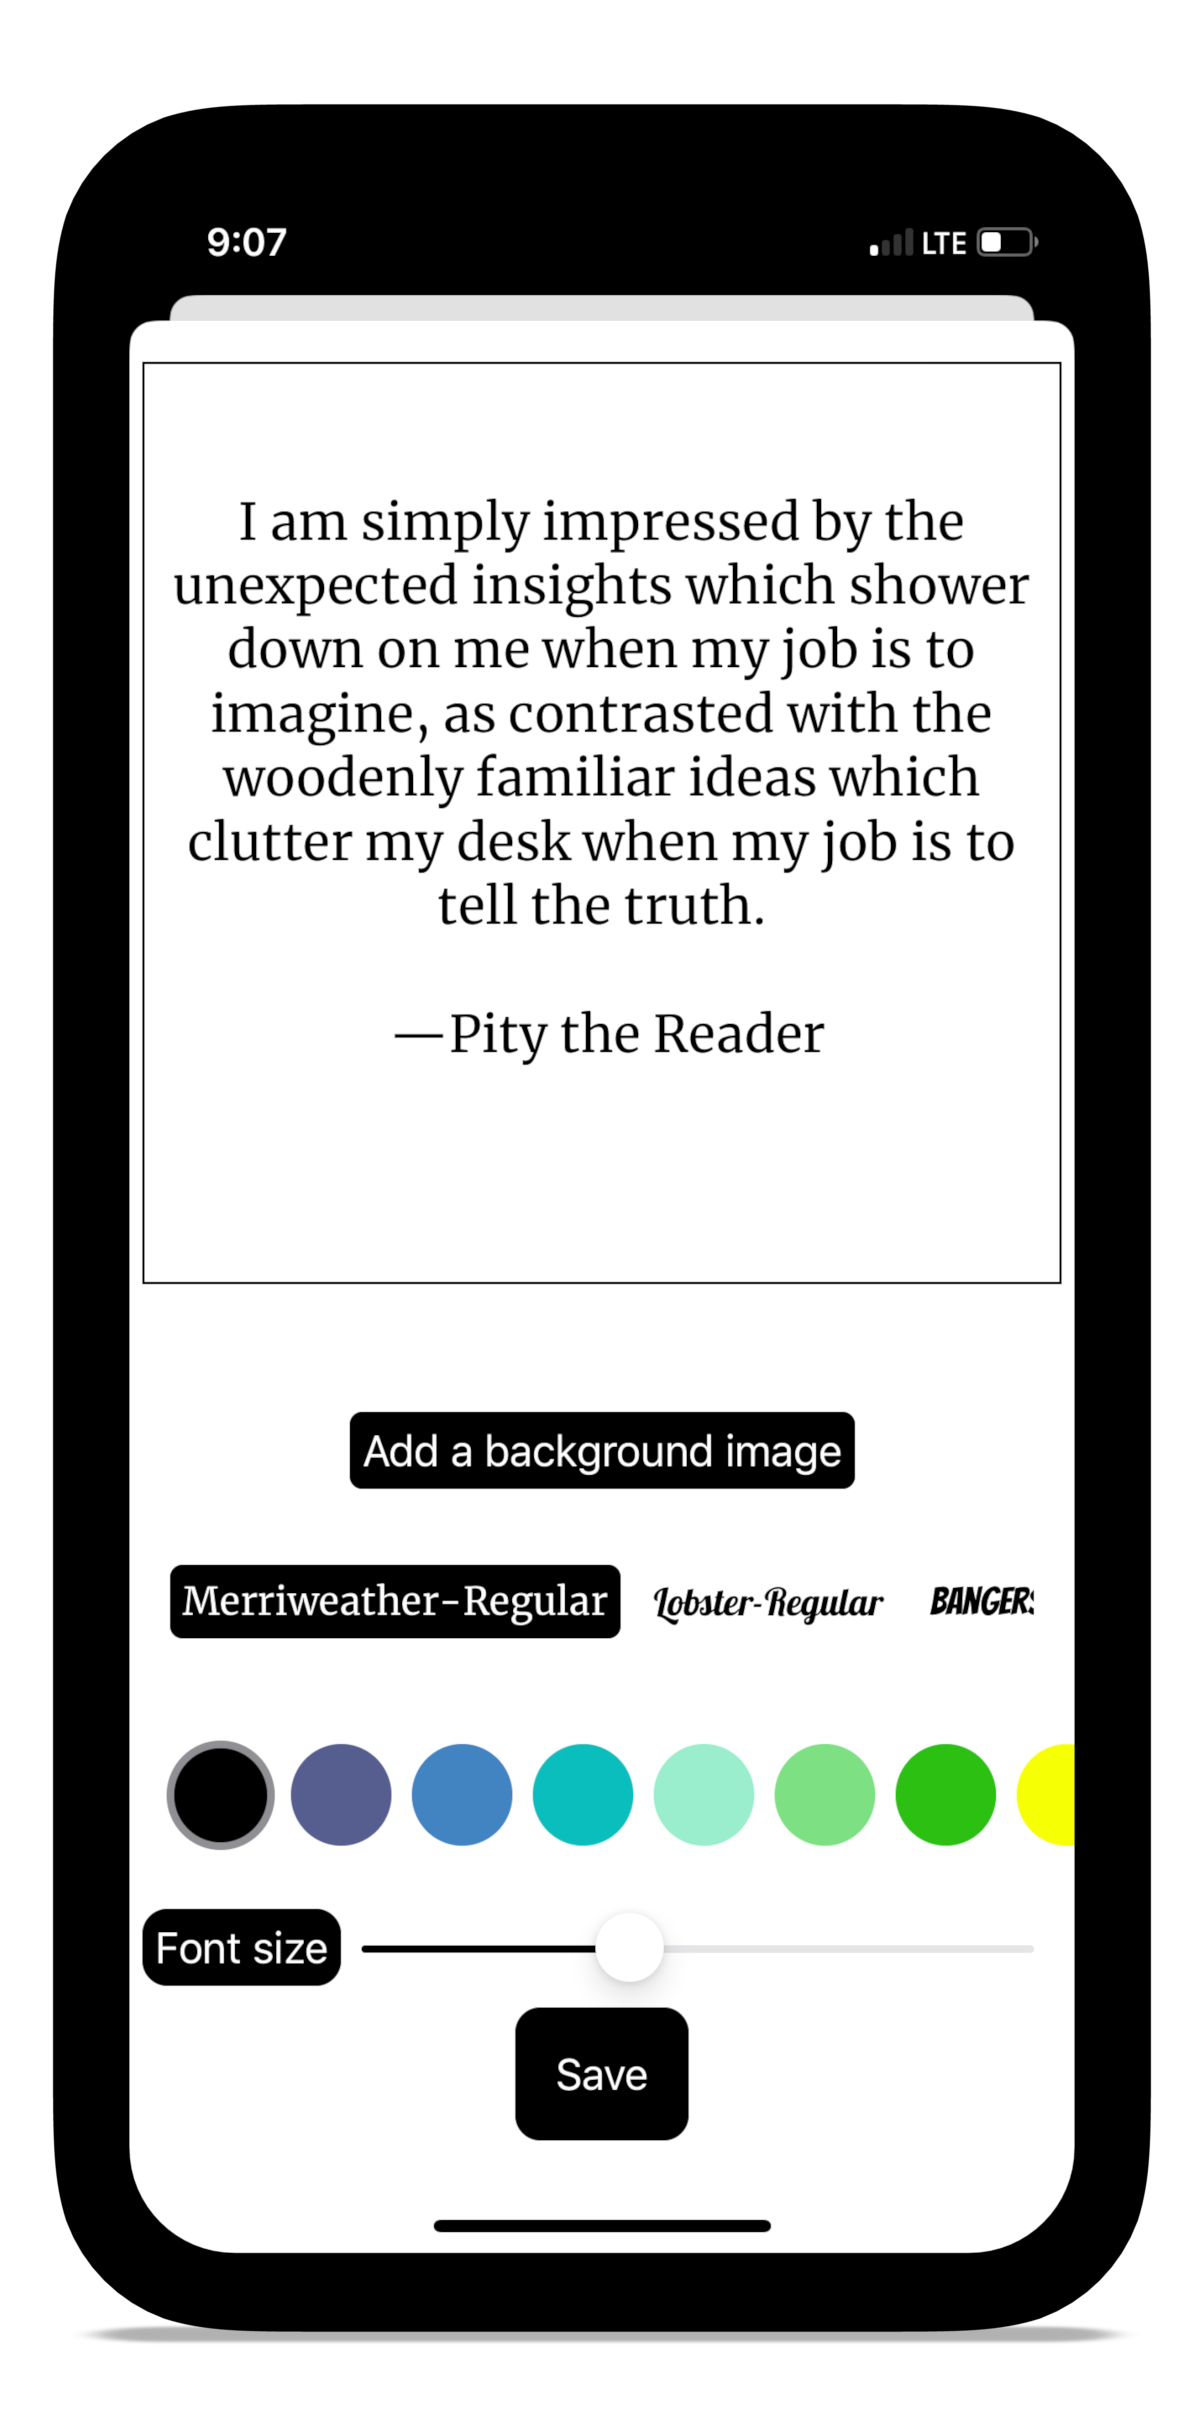 9:07 LTE
I am simply impressed by the
unexpected insights which shower
down on me when my job is to
imagine, as contrasted with the
woodenly familiar ideas which
clutter my desk when my job is to
tell the truth.
—Pity the Reader
Add a background image
Merriweather-Regular Lobster-Regular BANGERS
Font size
Save